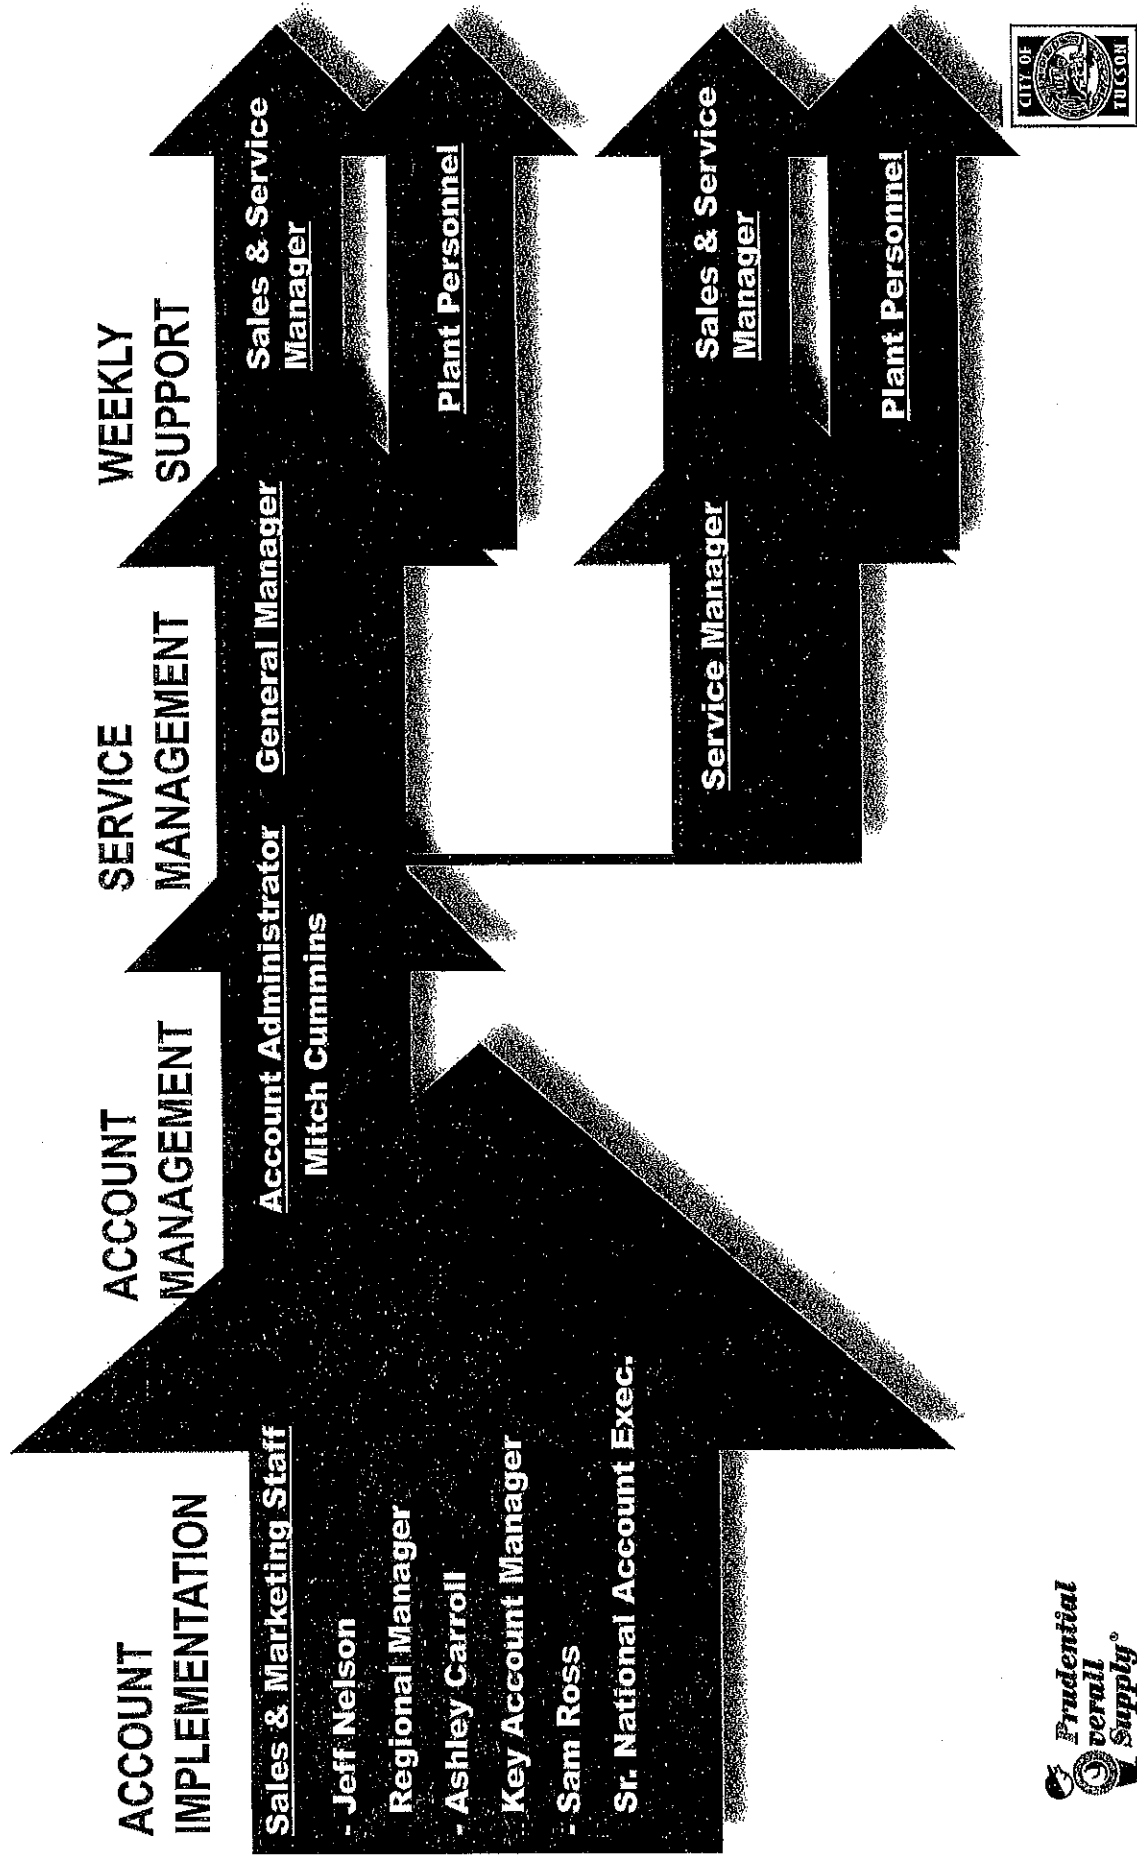 ACCOUNT
IMPLEMENTATION
ACCOUNT
MANAGEMENT
SERVICE
MANAGEMENT
WEEKLY
SUPPORT
Sales & Marketing Staff
- Jeff Nelson
Regional Manager
- Ashley Carroll
Key Account Manager
- Sam Ross
Sr. National Account Exec.
Account Administrator
Mitch Cummins
General Manager
Sales & Service
Manager
Plant Personnel
Service Manager
Sales & Service
Manager
Plant Personnel
Prudential
Overall
Supply®
CITY OF
TUCSON